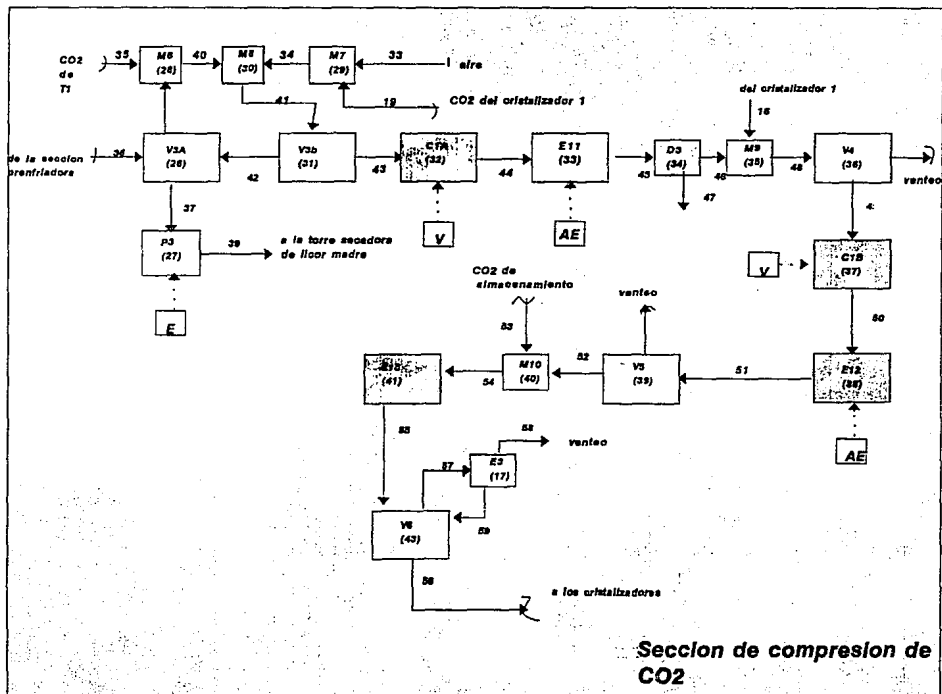 CO2
de
T1
35
M6
(28)
40
M8
(30)
34
M7
(29)
33
aire
41
19
CO2 del cristalizador 1
del cristalizador 1
16
de la seccion
prenfriadora
36
V3A
(26)
42
V3b
(31)
43
C1A
(32)
44
E11
(33)
45
D3
(34)
46
M9
(35)
48
V4
(36)
venteo
47
37
V
AE
4
P3
(27)
39
a la torre secadora
de licor madre
E
V
C1B
(37)
CO2 de
almacenamiento
venteo
53
50
(41)
54
M10
(40)
52
V5
(39)
51
E12
(38)
AE
55
57
E3
(17)
58
venteo
V6
(43)
59
56
a los cristalizadores
Seccion de compresion de
CO2